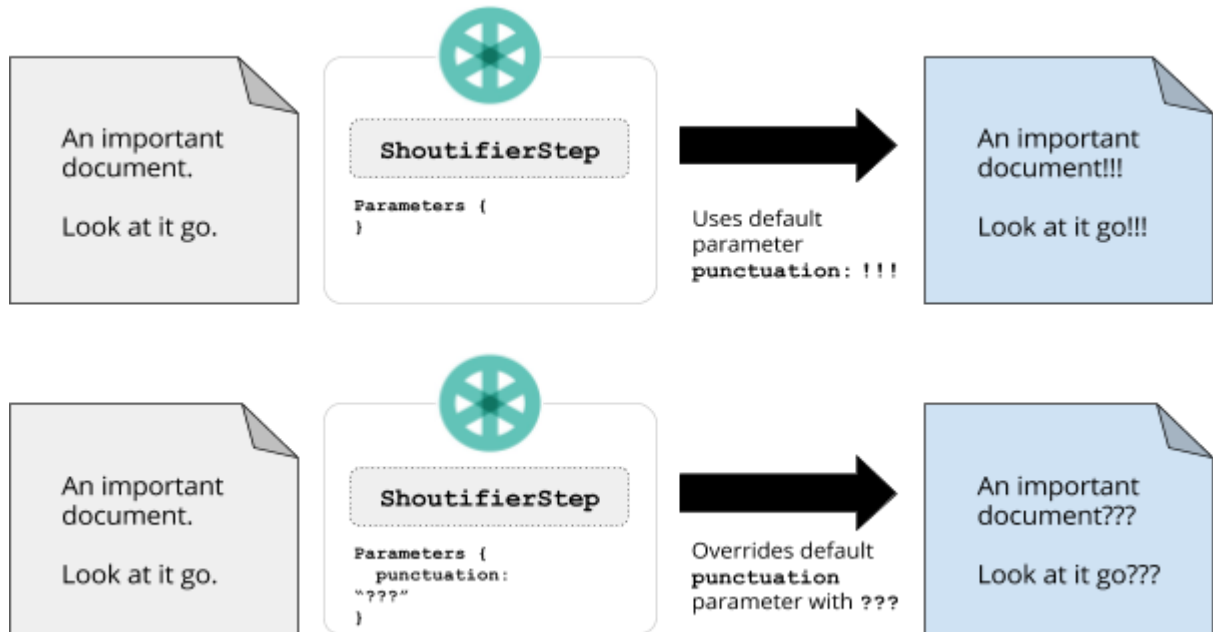 An important
document.
Look at it go.
ShoutifierStep
Parameters {
}
Uses default
parameter
punctuation: !!!
An important
document!!!
Look at it go!!!
An important
document.
Look at it go.
ShoutifierStep
Parameters {
punctuation:
“???”
}
Overrides default
punctuation
parameter with ???
An important
document???
Look at it go???